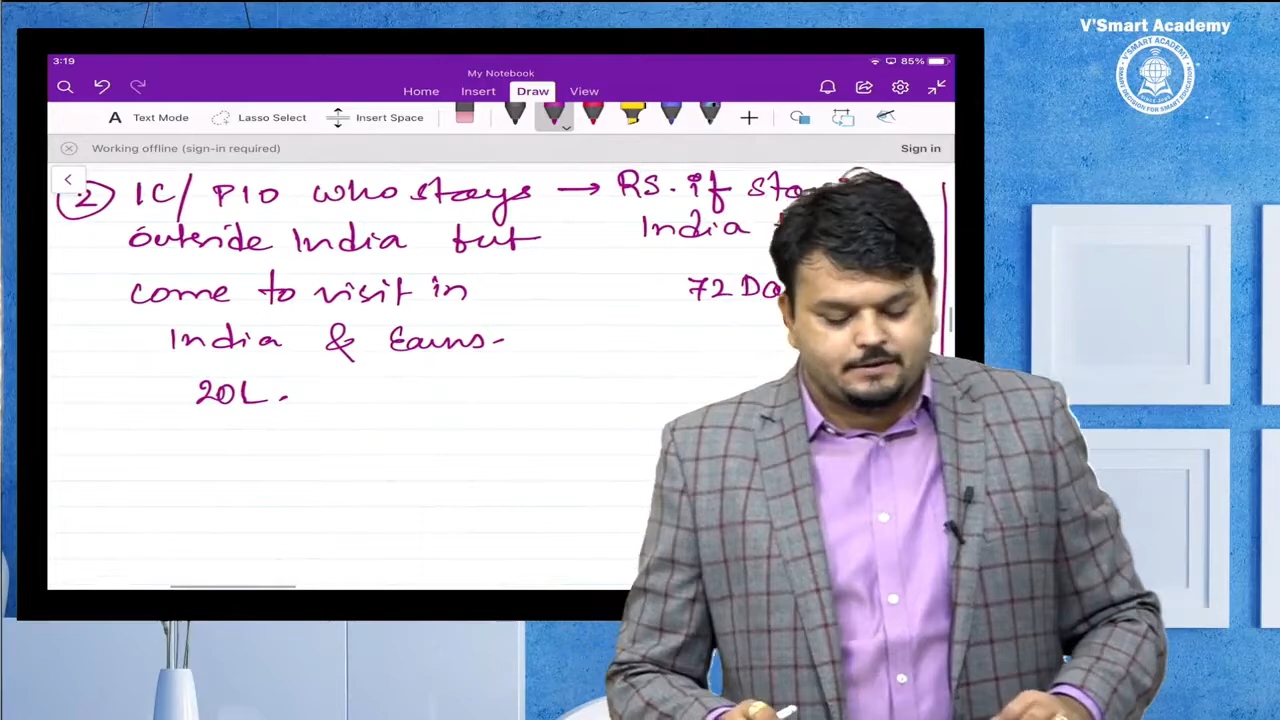 V'Smart Academy
3:19
85%
My Notebook
Home Insert Draw View
Text Mode Lasso Select Insert Space
Working offline (sign-in required) Sign in
2 IC/PIO who stays → RS. if
outside India but India
come to visit in 72
India & Earns.
20L.